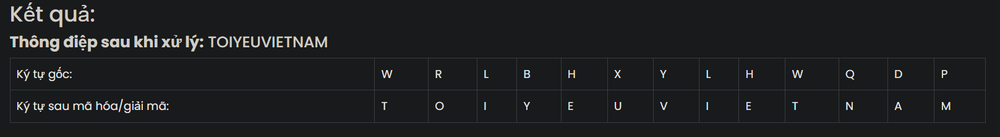 Kết quả:
Thông điệp sau khi xử lý: TOIYEUVIETNAM
Ký tự gốc: W R L B H X Y L H W Q D P
Ký tự sau mã hóa/giải mã: T O I Y E U V I E T N A M